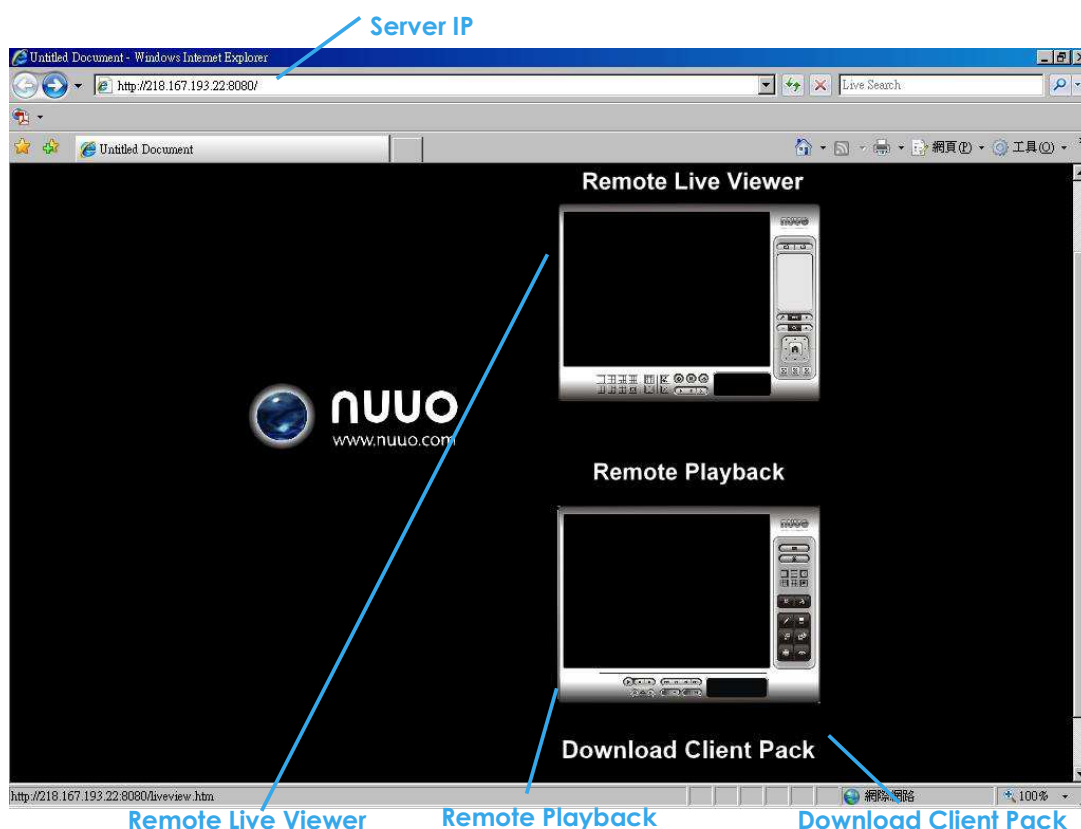 Server IP
Untitled Document - Windows Internet Explorer
http://218.167.193.22:8080/
Live Search
Untitled Document
網頁(P)
工具(O)
Remote Live Viewer
nuuo
nuuo
www.nuuo.com
Remote Playback
nuuo
Download Client Pack
http://218.167.193.22:8080/liveview.htm
網際網路
100%
Remote Live Viewer
Remote Playback
Download Client Pack